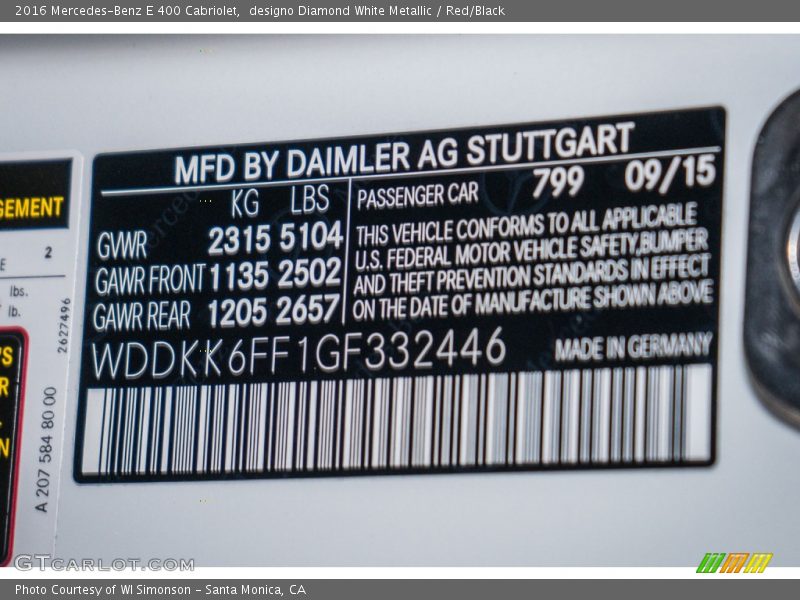 2016 Mercedes-Benz E 400 Cabriolet,  designo Diamond White Metallic / Red/Black
MFD BY DAIMLER AG STUTTGART
KG LBS
GVWR 2315 5104
GAWR FRONT 1135 2502
GAWR REAR 1205 2657
PASSENGER CAR 799 09/15
THIS VEHICLE CONFORMS TO ALL APPLICABLE
U.S. FEDERAL MOTOR VEHICLE SAFETY,BUMPER
AND THEFT PREVENTION STANDARDS IN EFFECT
ON THE DATE OF MANUFACTURE SHOWN ABOVE
WDDKK6FF1GF332446
MADE IN GERMANY
GEMENT
2
lbs.
lb.
2627496
A 207 584 80 00
GTCARLOT.COM
Photo Courtesy of WI Simonson - Santa Monica, CA